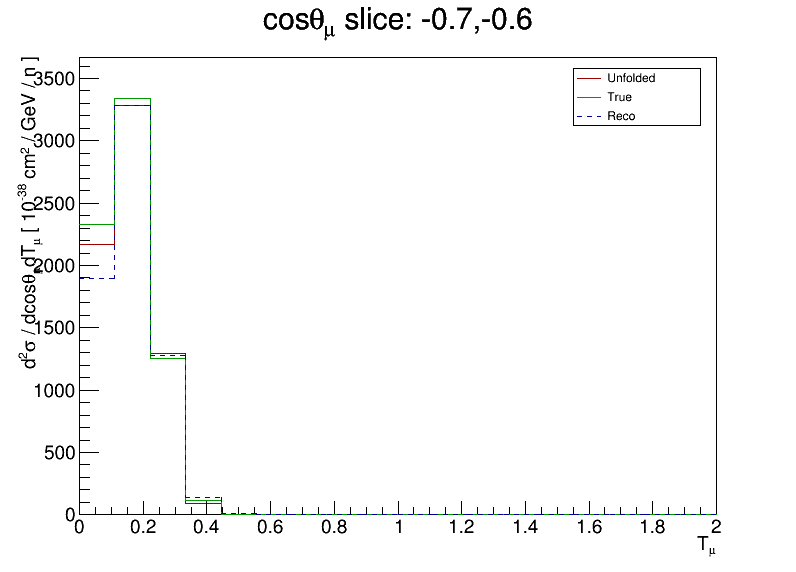 cosθμ slice: -0.7,-0.6
d²σ / dcosθμdTμ [ 10⁻³⁸ cm² / GeV / n ]
3500
3000
2500
2000
1500
1000
500
0
Unfolded
True
Reco
0 0.2 0.4 0.6 0.8 1 1.2 1.4 1.6 1.8 2
Tμ